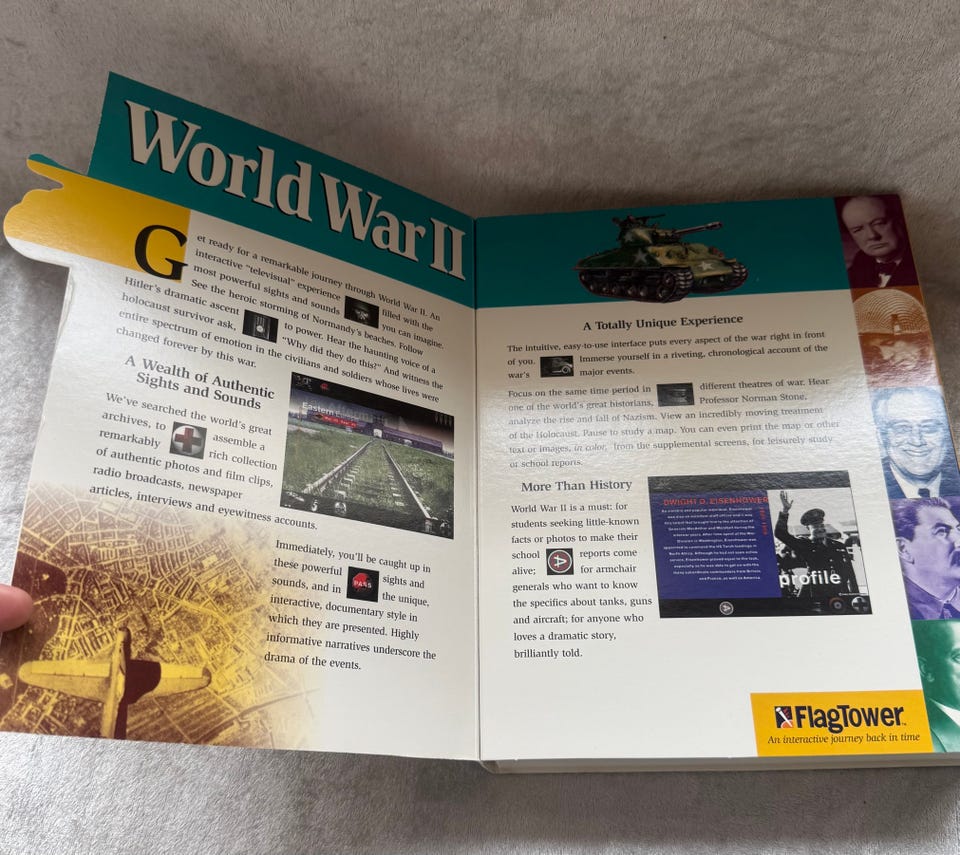 World War II
Get ready for a remarkable journey through World War II. An
interactive "televisual" experience filled with the
most powerful sights and sounds you can imagine.
See the heroic storming of Normandy's beaches. Follow
Hitler's dramatic ascent to power. Hear the haunting voice of a
holocaust survivor ask, "Why did they do this?" And witness the
entire spectrum of emotion in the civilians and soldiers whose lives were
changed forever by this war.
A Wealth of Authentic
Sights and Sounds
We've searched the world's great
archives, to assemble a
remarkably rich collection
of authentic photos and film clips,
radio broadcasts, newspaper
articles, interviews and eyewitness accounts.
Eastern
Immediately, you'll be caught up in
these powerful sights and
PASS
sounds, and in the unique,
interactive, documentary style in
which they are presented. Highly
informative narratives underscore the
drama of the events.
A Totally Unique Experience
The intuitive, easy-to-use interface puts every aspect of the war right in front
of you. Immerse yourself in a riveting, chronological account of the
war's major events.
Focus on the same time period in different theatres of war. Hear
one of the world's great historians, Professor Norman Stone,
analyze the rise and fall of Nazism. View an incredibly moving treatment
of the Holocaust. Pause to study a map. You can even print the map or other
text or images, in color, from the supplemental screens, for leisurely study
or school reports.
More Than History
World War II is a must: for
students seeking little-known
facts or photos to make their
school reports come
alive; for armchair
generals who want to know
the specifics about tanks, guns
and aircraft; for anyone who
loves a dramatic story,
brilliantly told.
DWIGHT D. EISENHOWER
profile
FlagTower™
An interactive journey back in time